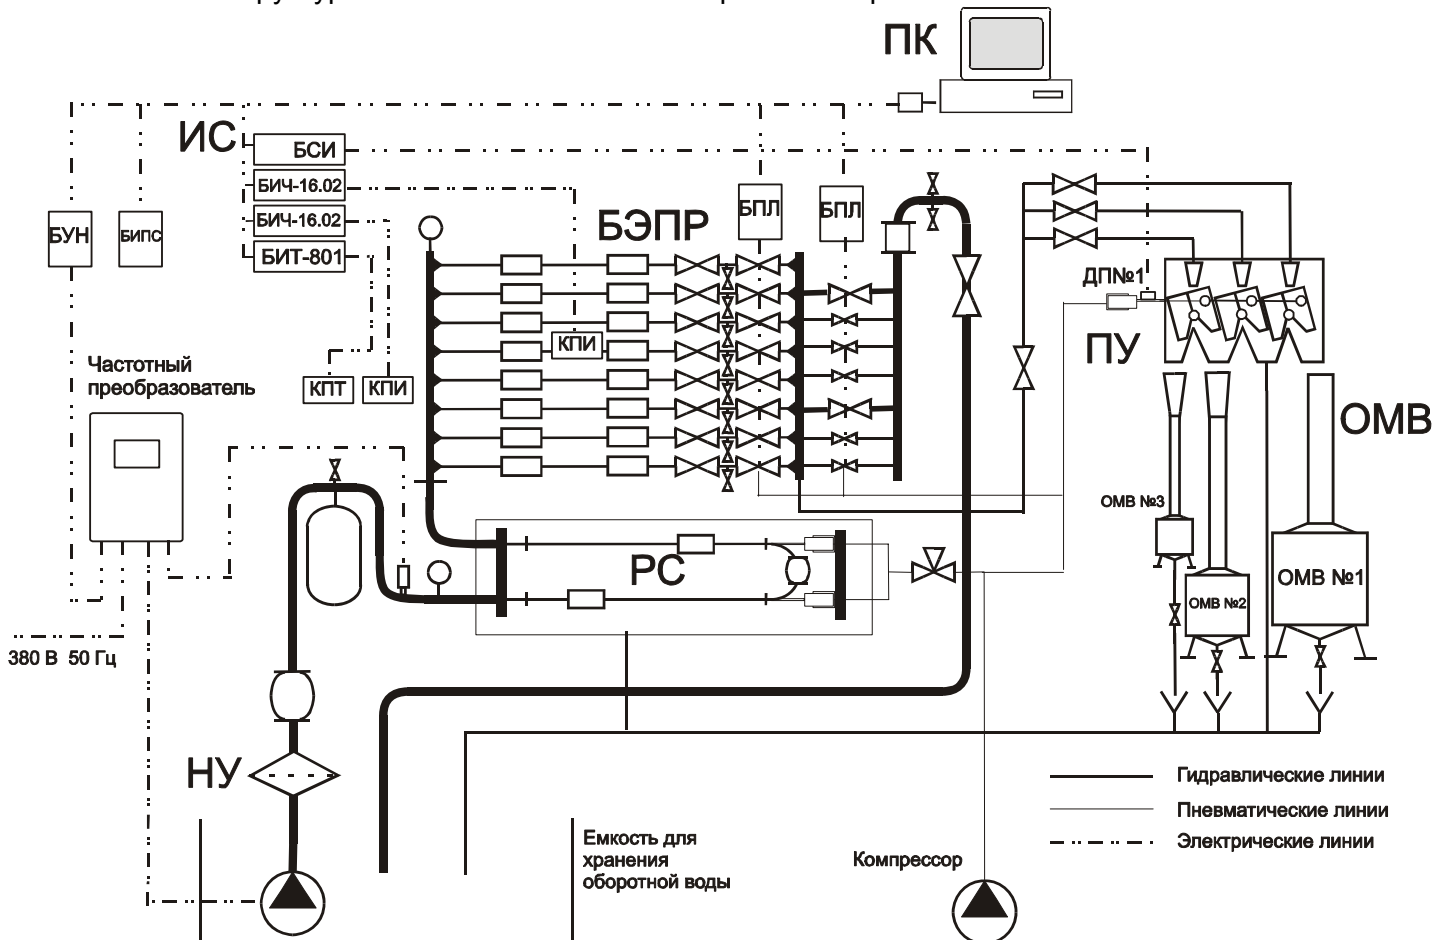 ПК
ИС
БСИ
БИЧ-16.02
БИЧ-16.02
БИТ-801
БУН
БИПС
БЭПР
БПЛ
БПЛ
ДП№1
ПУ
КПИ
КПТ
КПИ
Частотный
преобразователь
ОМВ
ОМВ №3
ОМВ №2
ОМВ №1
РС
380 В 50 Гц
НУ
Гидравлические линии
Пневматические линии
Электрические линии
Емкость для
хранения
оборотной воды
Компрессор